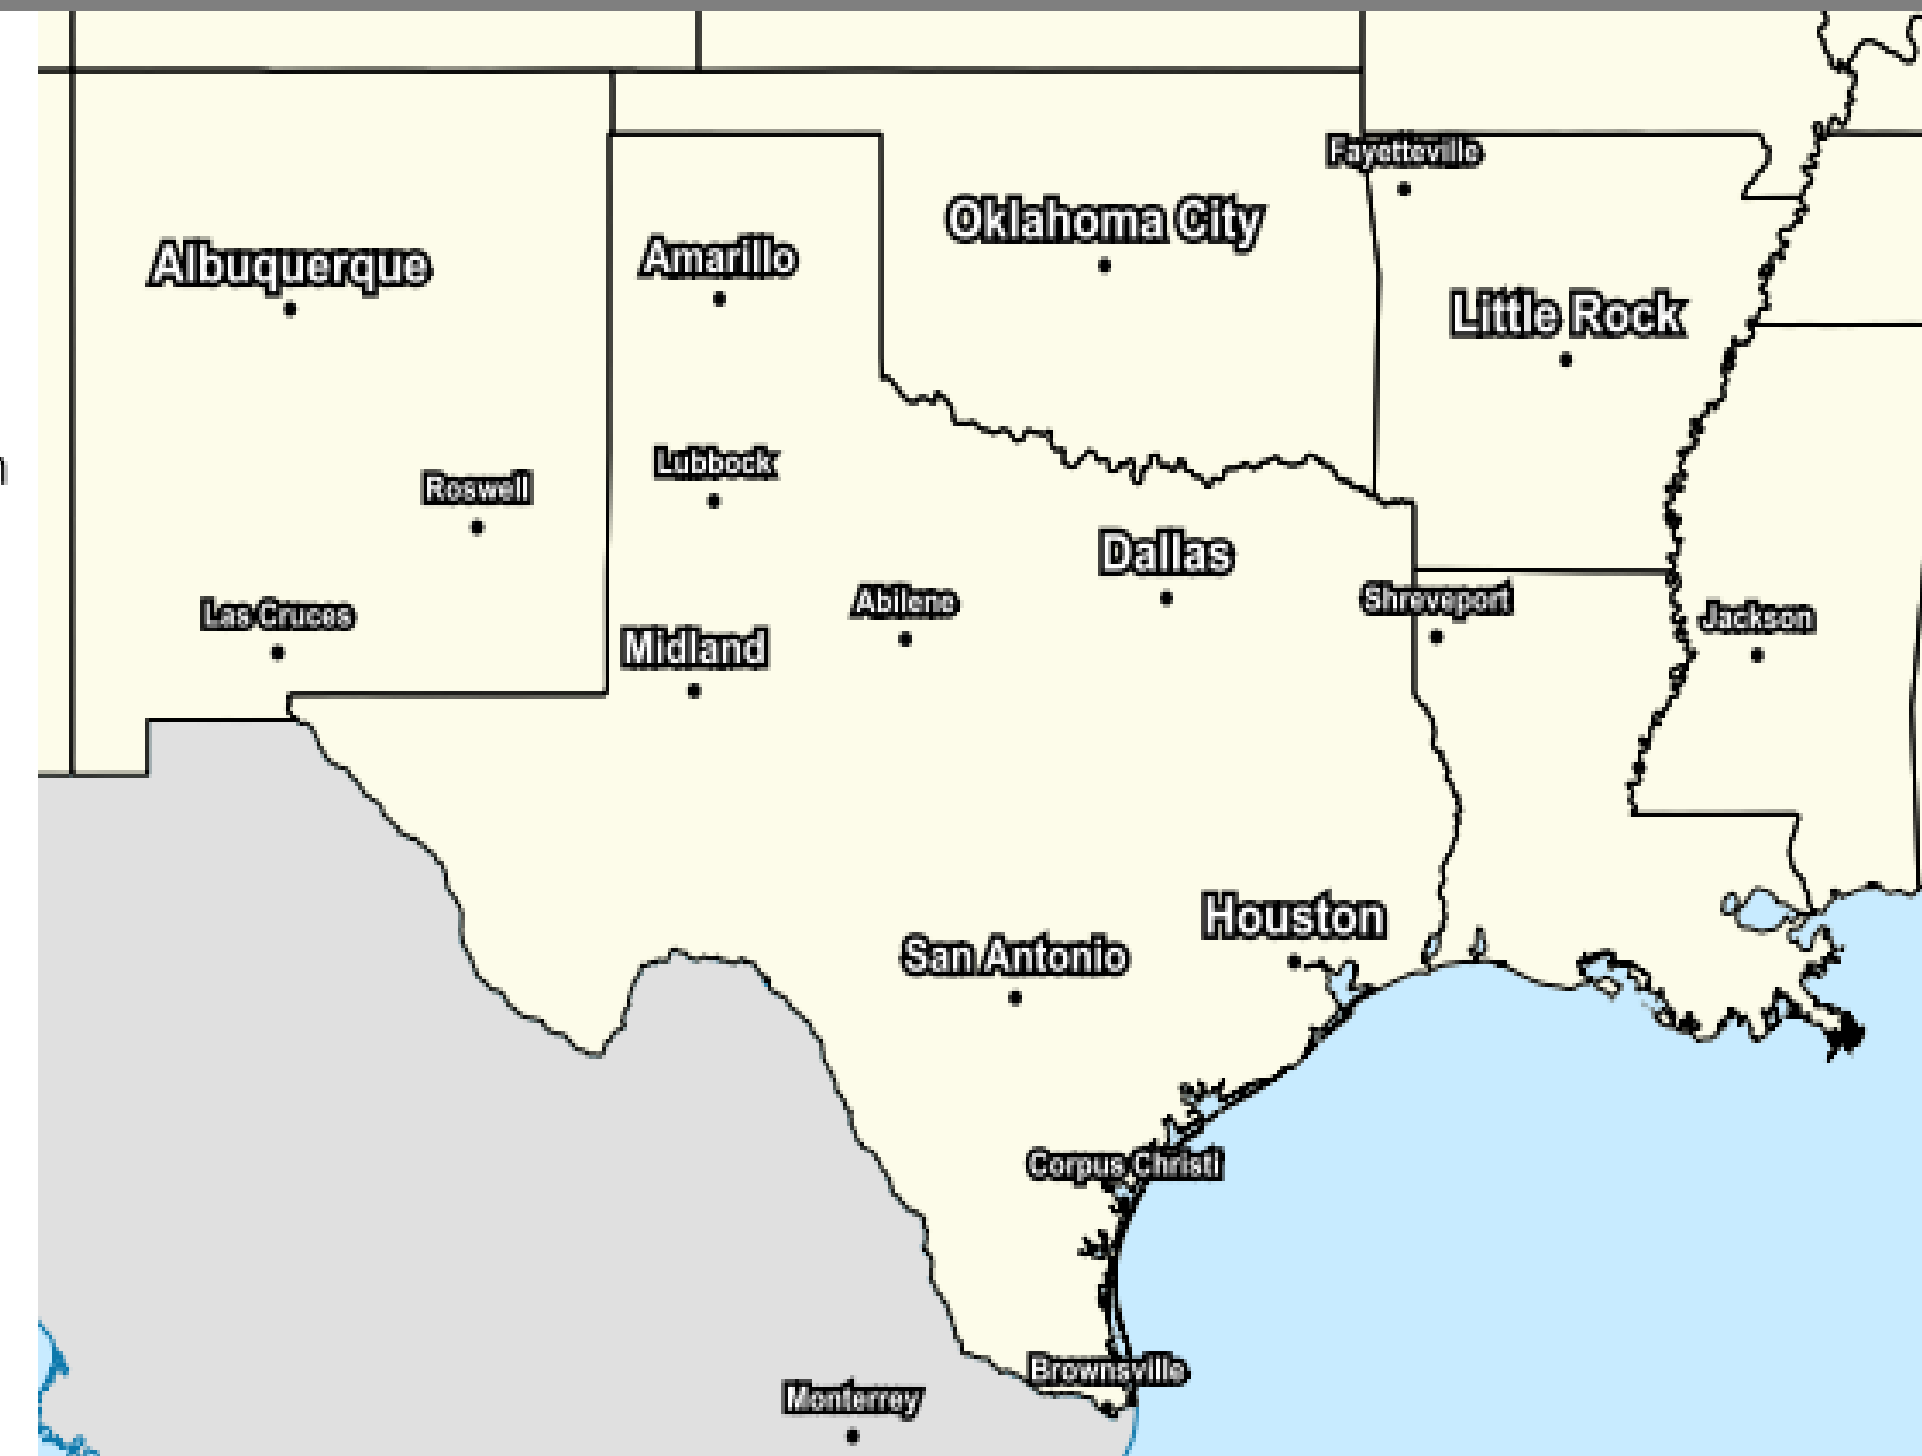 Fayetteville
Oklahoma City
Albuquerque
Amarillo
Little Rock
Lubbock
Roswell
Dallas
Abilene
Shreveport
Las Cruces
Jackson
Midland
Houston
San Antonio
Corpus Christi
Brownsville
Monterrey